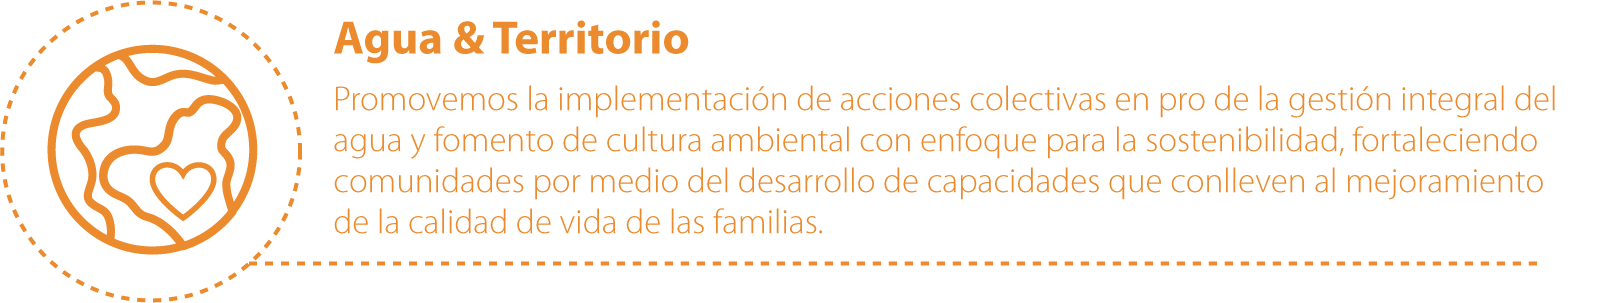 Agua & Territorio
Promovemos la implementación de acciones colectivas en pro de la gestión integral del
agua y fomento de cultura ambiental con enfoque para la sostenibilidad, fortaleciendo
comunidades por medio del desarrollo de capacidades que conlleven al mejoramiento
de la calidad de vida de las familias.